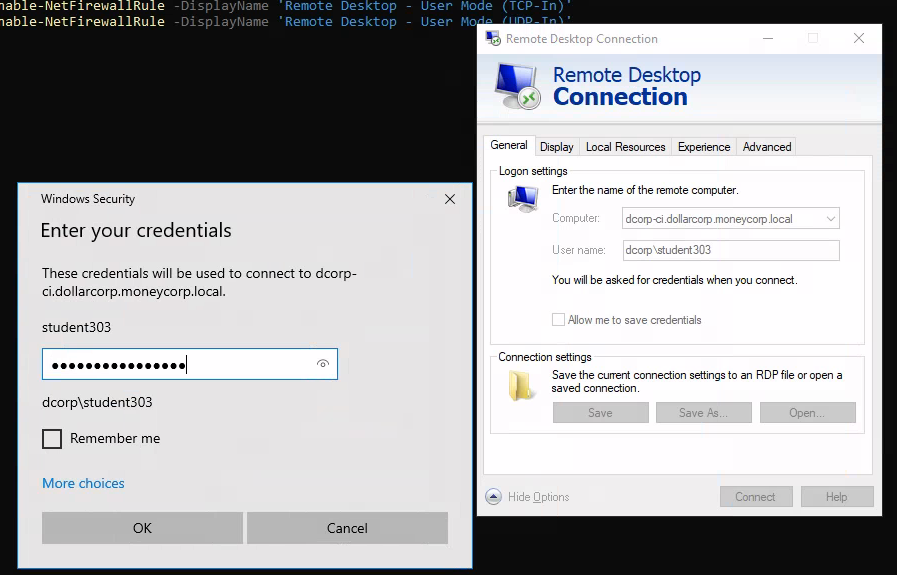 nable-NetFirewallRule -DisplayName 'Remote Desktop - User Mode (TCP-In)'
nable-NetFirewallRule -DisplayName 'Remote Desktop - User Mode (UDP-In)'
Remote Desktop Connection
Remote Desktop
Connection
General Display Local Resources Experience Advanced
Logon settings
Enter the name of the remote computer.
Computer: dcorp-ci.dollarcorp.moneycorp.local
User name: dcorp\student303
You will be asked for credentials when you connect.
Allow me to save credentials
Connection settings
Save the current connection settings to an RDP file or open a
saved connection.
Save Save As... Open...
Hide Options Connect Help
Windows Security
Enter your credentials
These credentials will be used to connect to dcorp-
ci.dollarcorp.moneycorp.local.
student303
●●●●●●●●●●●●●●●●
dcorp\student303
Remember me
More choices
OK Cancel